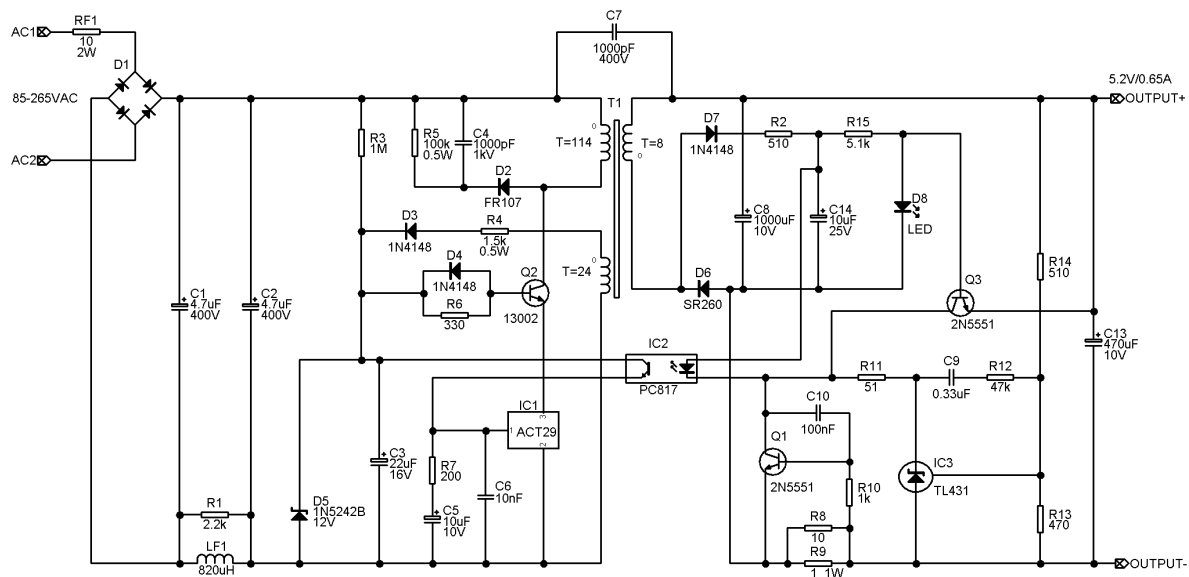 AC1
RF1
10
2W
D1
85-265VAC
AC2
C7
1000pF
400V
T1
5.2V/0.65A
OUTPUT+
R3
1M
R5
100k
0.5W
C4
1000pF
1kV
0
T=114
T=8
0
D7
1N4148
R2
510
R15
5.1k
D2
FR107
D8
LED
C8
1000uF
10V
C14
10uF
25V
D3
1N4148
R4
1.5k
0.5W
0
T=24
D4
1N4148
R6
330
Q2
13002
D6
SR260
Q3
2N5551
R14
510
C1
4.7uF
400V
C2
4.7uF
400V
IC2
PC817
C13
470uF
10V
R11
51
C9
0.33uF
R12
47k
C10
100nF
IC1
3
1
ACT29
2
Q1
2N5551
C3
22uF
16V
R7
200
C6
10nF
C5
10uF
10V
R10
1k
IC3
TL431
R1
2.2k
D5
1N5242B
12V
R8
10
R13
470
LF1
820uH
R9
1 1W
OUTPUT-